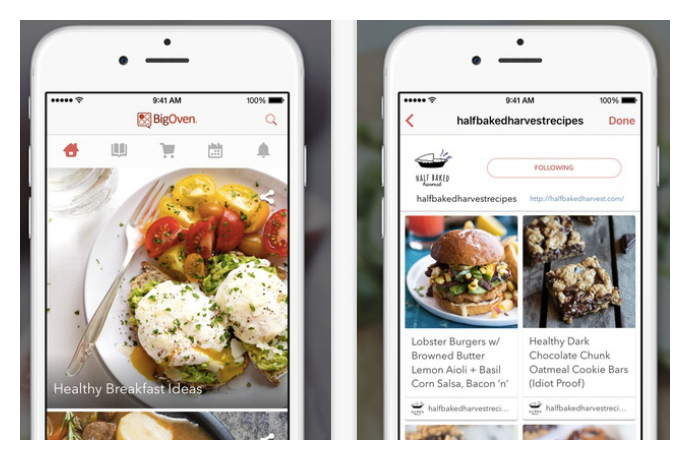 9:41 AM 100%
BigOven.
Healthy Breakfast Ideas
9:41 AM 100%
halfbakedharvestrecipes Done
HALF BAKED
harvest
FOLLOWING
halfbakedharvestrecipes http://halfbakedharvest.com/
Lobster Burgers w/
Browned Butter
Lemon Aioli + Basil
Corn Salsa, Bacon 'n'
halfbakedharvestreci...
Healthy Dark
Chocolate Chunk
Oatmeal Cookie Bars
(Idiot Proof)
halfbakedharvestreci...